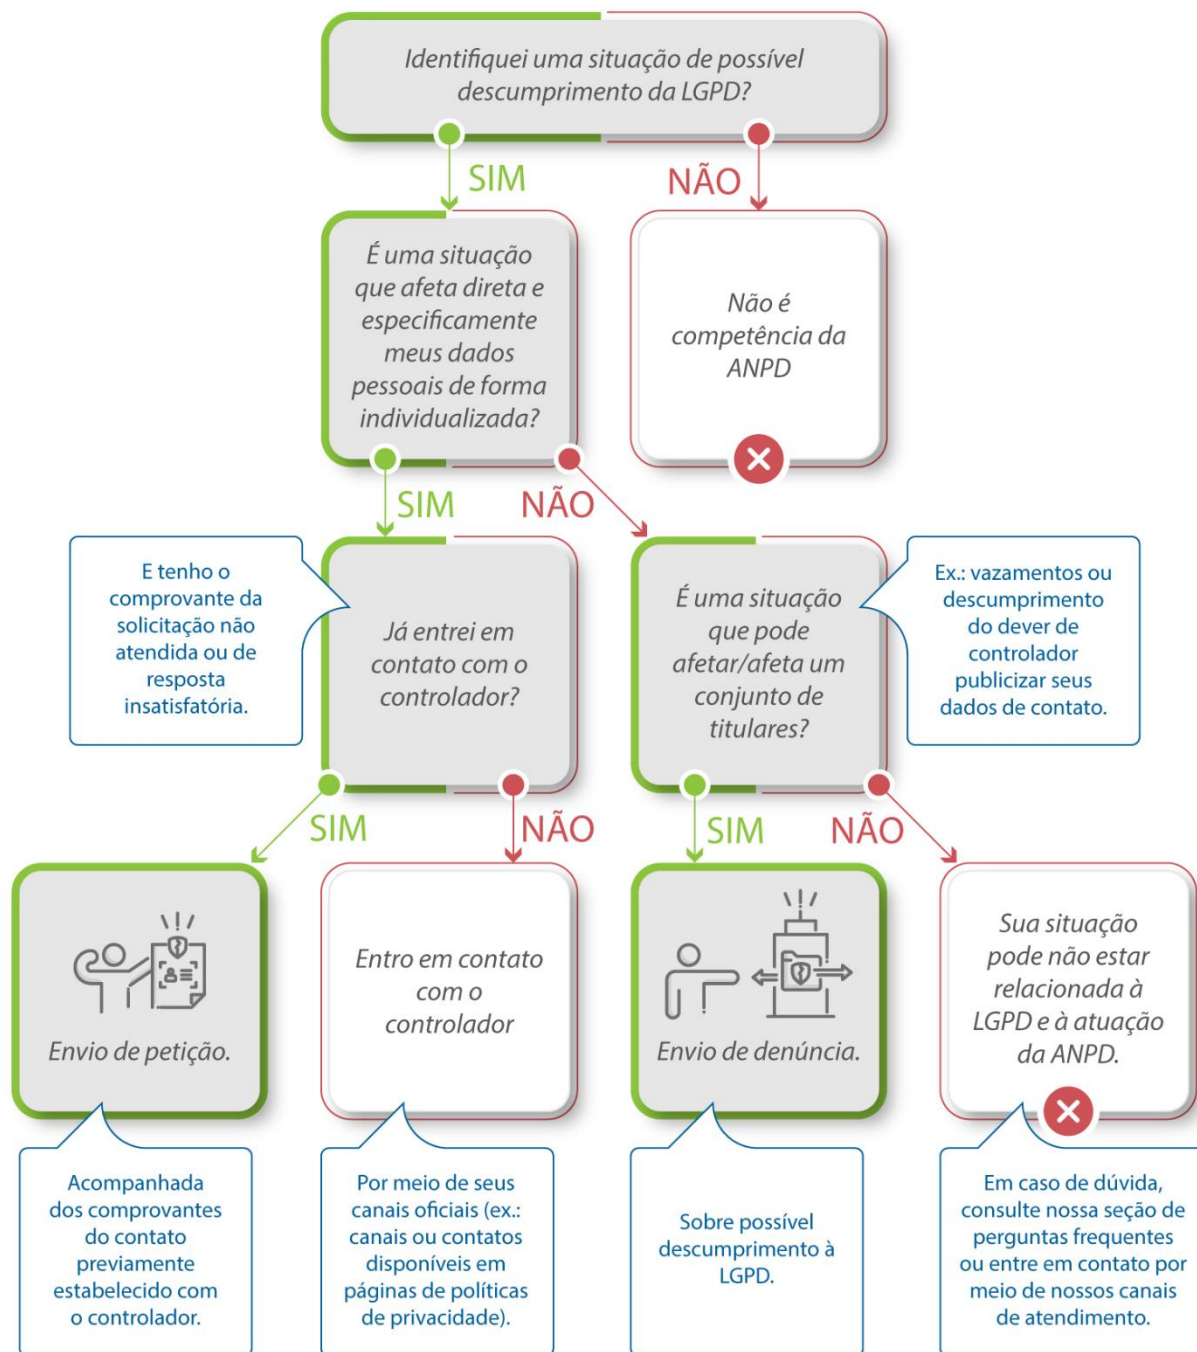 Identifiquei uma situação de possível
descumprimento da LGPD?
SIM
NÃO
É uma situação
que afeta direta e
especificamente
meus dados
pessoais de forma
individualizada?
Não é
competência da
ANPD
SIM
NÃO
E tenho o
comprovante da
solicitação não
atendida ou de
resposta
insatisfatória.
Já entrei em
contato com o
controlador?
É uma situação
que pode
afetar/afeta um
conjunto de
titulares?
Ex.: vazamentos ou
descumprimento
do dever de
controlador
publicizar seus
dados de contato.
SIM
NÃO
SIM
NÃO
Envio de petição.
Entro em contato
com o
controlador
Envio de denúncia.
Sua situação
pode não estar
relacionada à
LGPD e à atuação
da ANPD.
Acompanhada
dos comprovantes
do contato
previamente
estabelecido com
o controlador.
Por meio de seus
canais oficiais (ex.:
canais ou contatos
disponíveis em
páginas de políticas
de privacidade).
Sobre possível
descumprimento à
LGPD.
Em caso de dúvida,
consulte nossa seção de
perguntas frequentes
ou entre em contato por
meio de nossos canais
de atendimento.